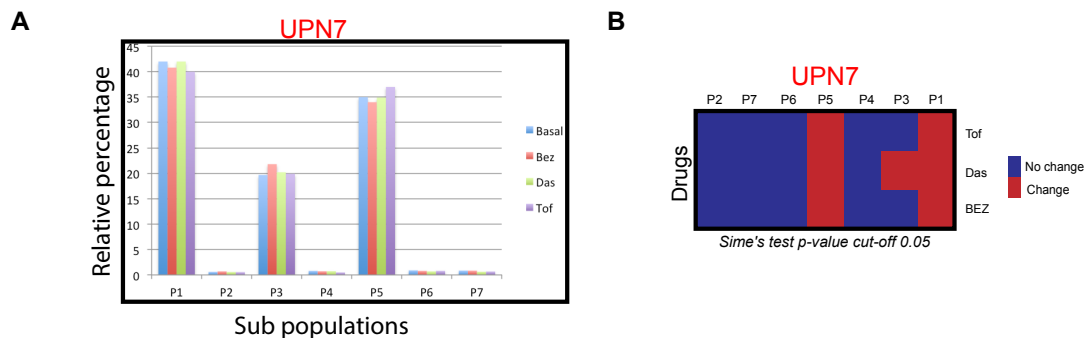 A
UPN7
Relative percentage
45
40
35
30
25
20
15
10
5
0
P1 P2 P3 P4 P5 P6 P7
Sub populations
Basal
Bez
Das
Tof
B
UPN7
P2 P7 P6 P5 P4 P3 P1
Drugs
Tof
Das
BEZ
No change
Change
Sime's test p-value cut-off 0.05